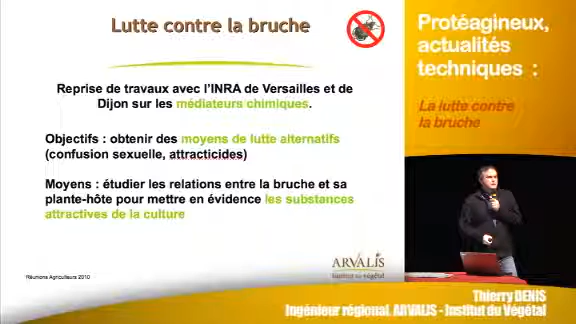 Lutte contre la bruche
Reprise de travaux avec l'INRA de Versailles et de
Dijon sur les médiateurs chimiques.
Objectifs : obtenir des moyens de lutte alternatifs
(confusion sexuelle, attracticides)
Moyens : étudier les relations entre la bruche et sa
plante-hôte pour mettre en évidence les substances
attractives de la culture
Réunions Agriculteurs 2010
ARVALIS
Institut du végétal
Protéagineux,
actualités
techniques :
La lutte contre
la bruche
Thierry DENIS
Ingénieur régional, ARVALIS - Institut du Végétal